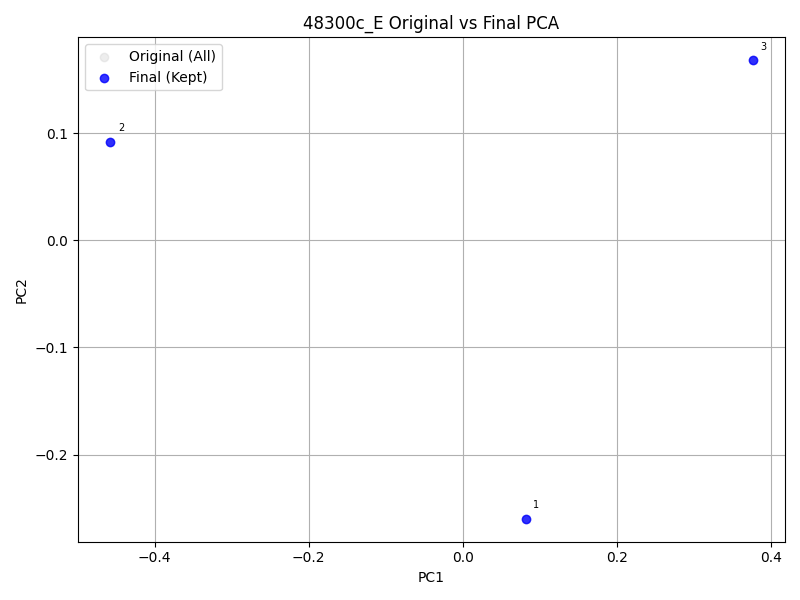 48300c_E Original vs Final PCA
Original (All)
Final (Kept)
3
2
1
0.1
0.0
−0.1
−0.2
PC2
−0.4
−0.2
0.0
0.2
0.4
PC1